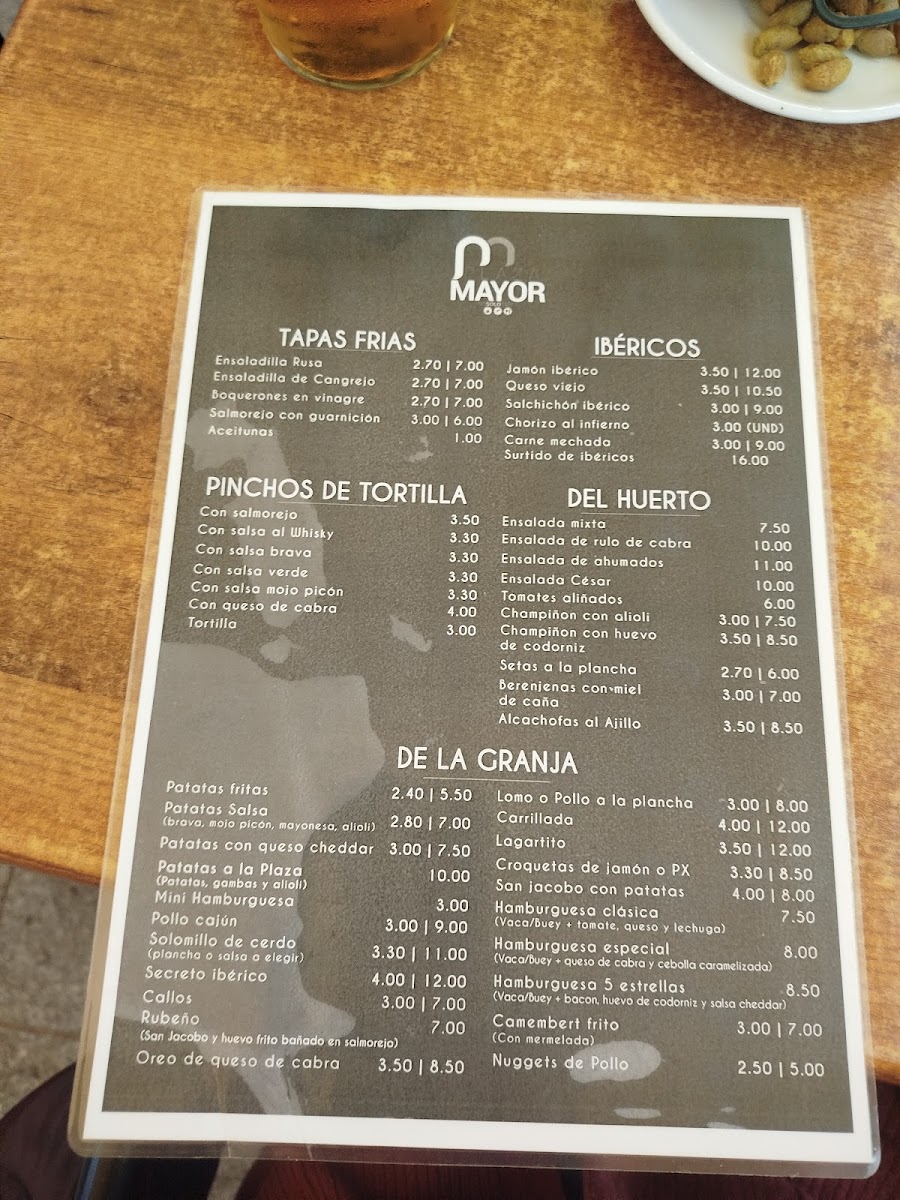 MAYOR
TAPAS FRIAS
Ensaladilla Rusa 2.70 | 7.00
Ensaladilla de Cangrejo 2.70 | 7.00
Boquerones en vinagre 2.70 | 7.00
Salmorejo con guarnición 3.00 | 6.00
Aceitunas 1.00
IBÉRICOS
Jamón ibérico 3.50 | 12.00
Queso viejo 3.50 | 10.50
Salchichón ibérico 3.00 | 9.00
Chorizo al infierno 3.00 (UND)
Carne mechada 3.00 | 9.00
Surtido de ibéricos 16.00
PINCHOS DE TORTILLA
Con salmorejo 3.50
Con salsa al Whisky 3.30
Con salsa brava 3.30
Con salsa verde 3.30
Con salsa mojo picón 3.30
Con queso de cabra 4.00
Tortilla 3.00
DEL HUERTO
Ensalada mixta 7.50
Ensalada de rulo de cabra 10.00
Ensalada de ahumados 11.00
Ensalada César 10.00
Tomates aliñados 6.00
Champiñon con alioli 3.00 | 7.50
Champiñon con huevo 3.50 | 8.50
de codorniz
Setas a la plancha 2.70 | 6.00
Berenjenas con miel 3.00 | 7.00
de caña
Alcachofas al Ajillo 3.50 | 8.50
DE LA GRANJA
Patatas fritas 2.40 | 5.50
Patatas Salsa 2.80 | 7.00
(brava, mojo picón, mayonesa, alioli)
Patatas con queso cheddar 3.00 | 7.50
Patatas a la Plaza 10.00
(Patatas, gambas y alioli)
Mini Hamburguesa 3.00
Pollo cajún 3.00 | 9.00
Solomillo de cerdo 3.30 | 11.00
(plancha o salsa a elegir)
Secreto ibérico 4.00 | 12.00
Callos 3.00 | 7.00
Rubeño 7.00
(San Jacobo y huevo frito bañado en salmorejo)
Oreo de queso de cabra 3.50 | 8.50
Lomo o Pollo a la plancha 3.00 | 8.00
Carrillada 4.00 | 12.00
Lagartito 3.50 | 12.00
Croquetas de jamón o PX 3.30 | 8.50
San jacobo con patatas 4.00 | 8.00
Hamburguesa clásica 7.50
(Vaca/Buey + tomate, queso y lechuga)
Hamburguesa especial 8.00
(Vaca/Buey + queso de cabra y cebolla caramelizada)
Hamburguesa 5 estrellas 8.50
(Vaca/Buey + bacon, huevo de codorniz y salsa cheddar)
Camembert frito 3.00 | 7.00
(Con mermelada)
Nuggets de Pollo 2.50 | 5.00